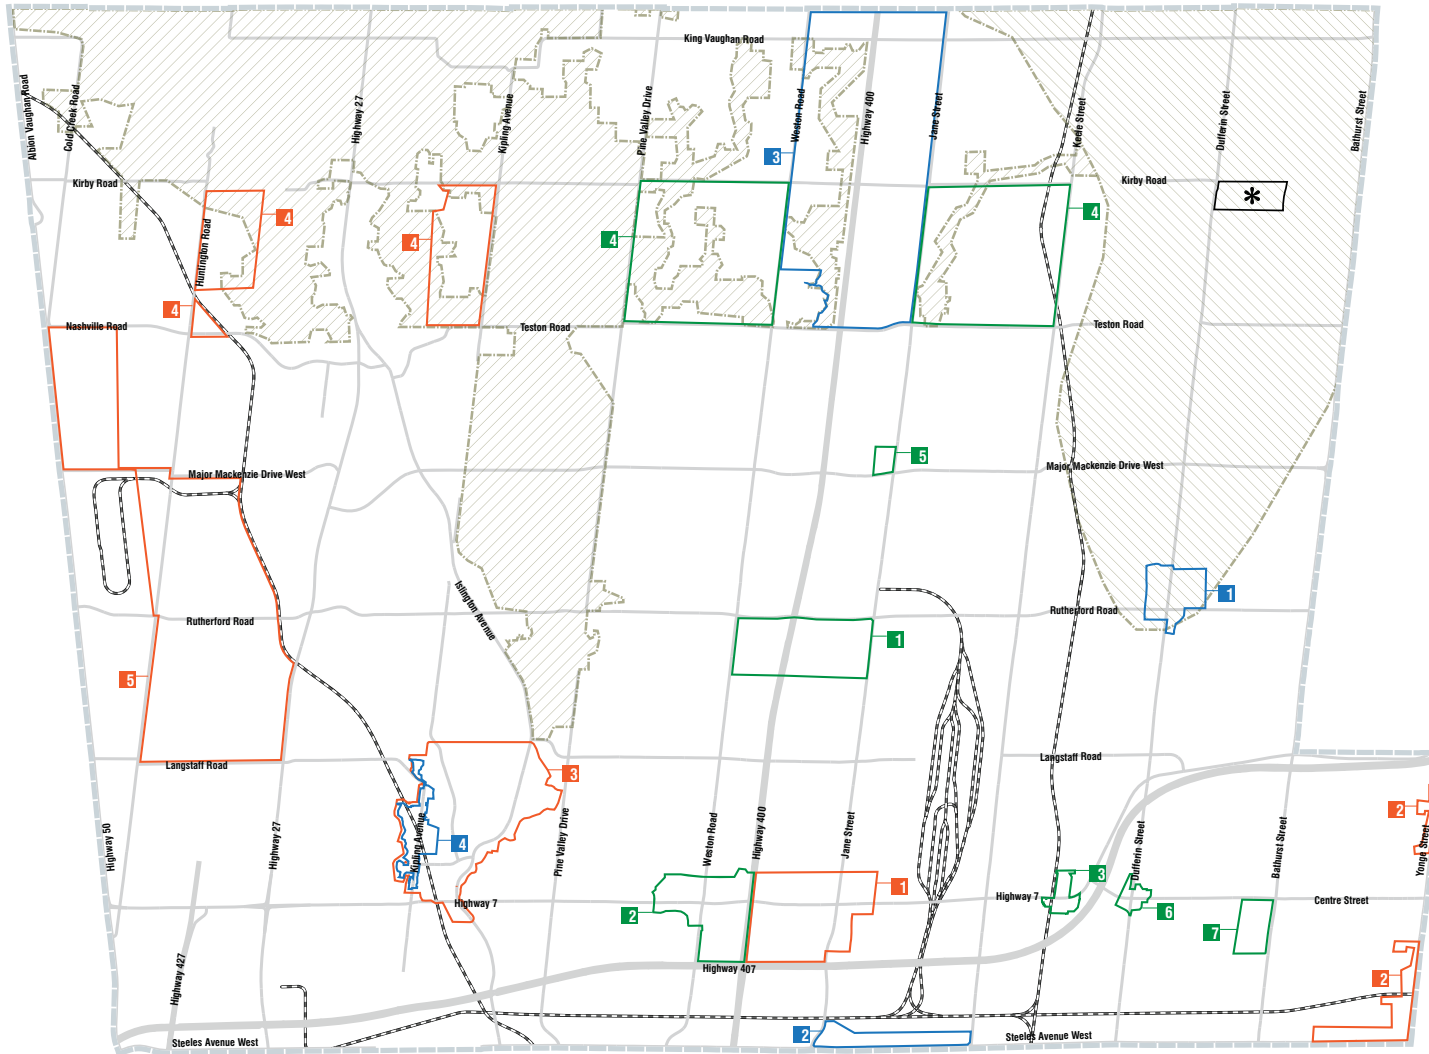 King Vaughan Road
Albion Vaughan Road
Cold Creek Road
Highway 27
Kipling Avenue
Pine Valley Drive
Weston Road
Highway 400
Jane Street
Keele Street
Dufferin Street
Bathurst Street
3
Kirby Road
Kirby Road
*
4
4
4
4
Huntington Road
4
Nashville Road
Teston Road
Teston Road
5
Major Mackenzie Drive West
Major Mackenzie Drive West
1
Islington Avenue
Rutherford Road
Rutherford Road
1
5
Langstaff Road
Langstaff Road
3
2
Highway 50
Highway 27
Kipling Avenue
4
Pine Valley Drive
Weston Road
Highway 400
Jane Street
Dufferin Street
Bathurst Street
Yonge Street
3
1
Highway 7
Highway 7
Centre Street
2
6
7
Highway 427
Highway 407
2
2
Steeles Avenue West
Steeles Avenue West